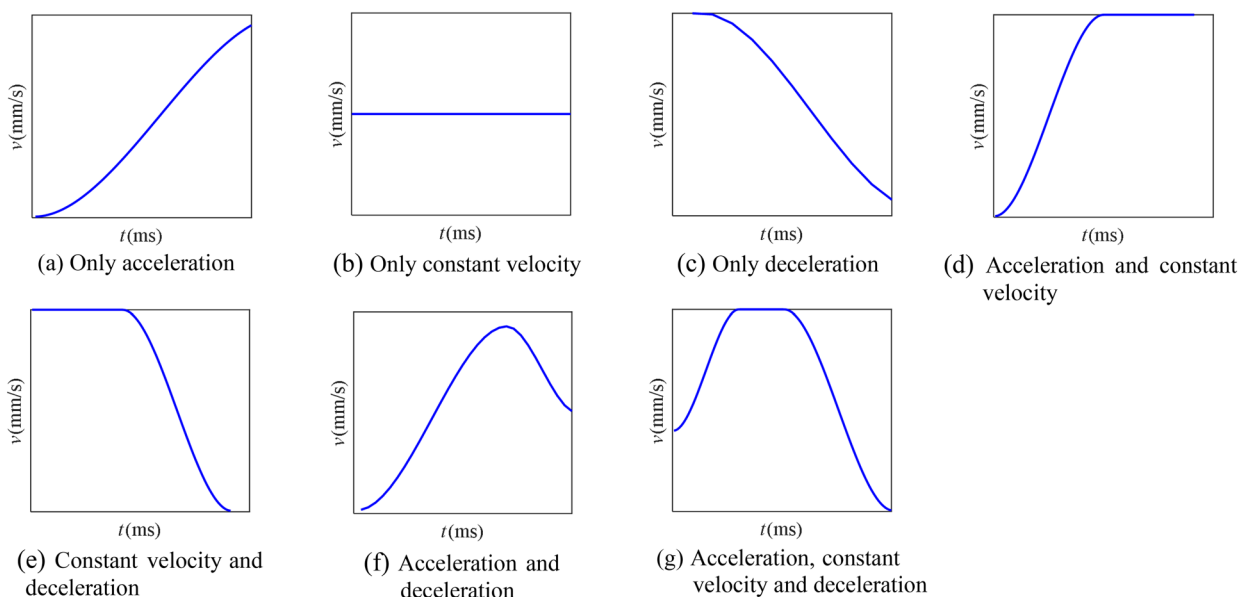 v(mm/s)
t(ms)
(a) Only acceleration
v(mm/s)
t(ms)
(b) Only constant velocity
v(mm/s)
t(ms)
(c) Only deceleration
v(mm/s)
t(ms)
(d) Acceleration and constant
velocity
v(mm/s)
t(ms)
(e) Constant velocity and
deceleration
v(mm/s)
t(ms)
(f) Acceleration and
deceleration
v(mm/s)
t(ms)
(g) Acceleration, constant
velocity and deceleration